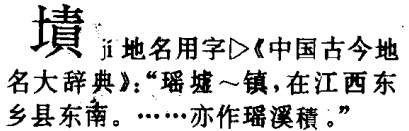 jī 地名用字▷《中国古今地
名大辞典》：“瑶墟～镇，在江西东
乡县东南。……亦作瑶溪積。”